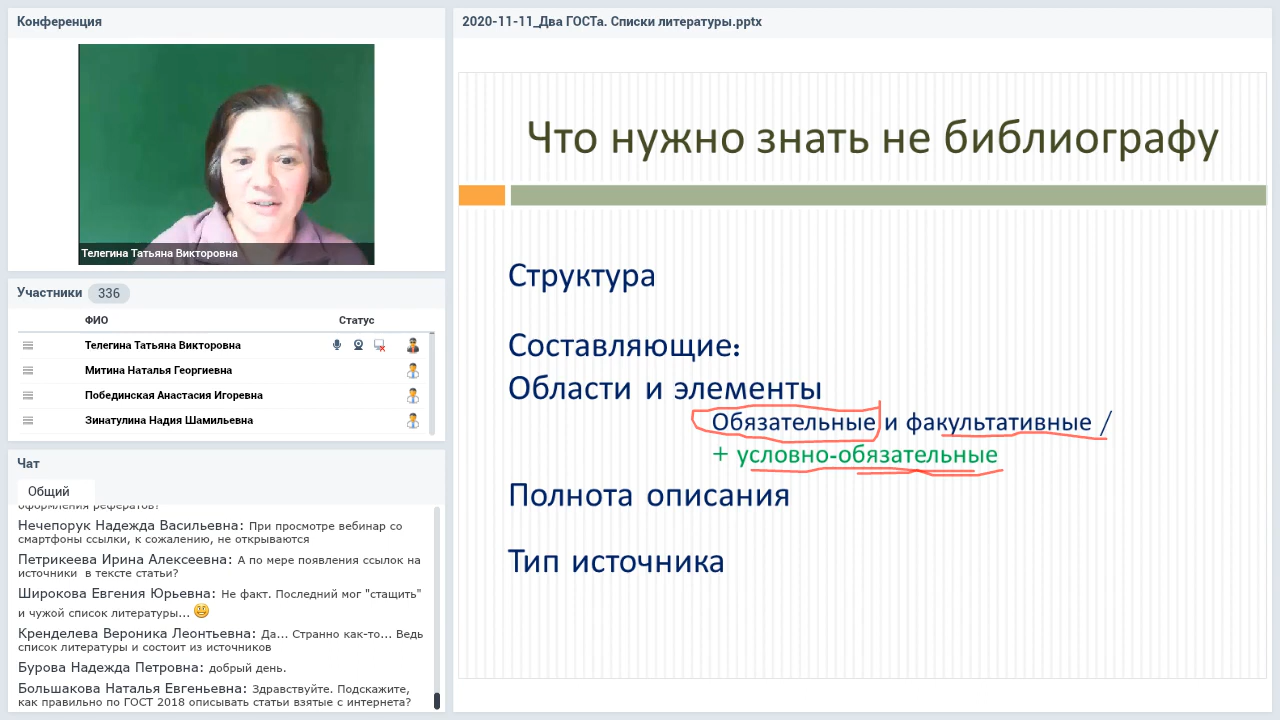 Конференция
Телегина Татьяна Викторовна
Участники 336
ФИО Статус
Телегина Татьяна Викторовна
Митина Наталья Георгиевна
Побединская Анастасия Игоревна
Зинатулина Надия Шамильевна
Чат
Общий
оформления рефератов?
Нечепорук Надежда Васильевна: При просмотре вебинар со
смартфоны ссылки, к сожалению, не открываются
Петрикеева Ирина Алексеевна: А по мере появления ссылок на
источники в тексте статьи?
Широкова Евгения Юрьевна: Не факт. Последний мог "стащить"
и чужой список литературы...
Кренделева Вероника Леонтьевна: Да... Странно как-то... Ведь
список литературы и состоит из источников
Бурова Надежда Петровна: добрый день.
Большакова Наталья Евгеньевна: Здравствуйте. Подскажите,
как правильно по ГОСТ 2018 описывать статьи взятые с интернета?
2020-11-11_Два ГОСТа. Списки литературы.pptx
Что нужно знать не библиографу
Структура
Составляющие:
Области и элементы
Обязательные и факультативные /
+ условно-обязательные
Полнота описания
Тип источника